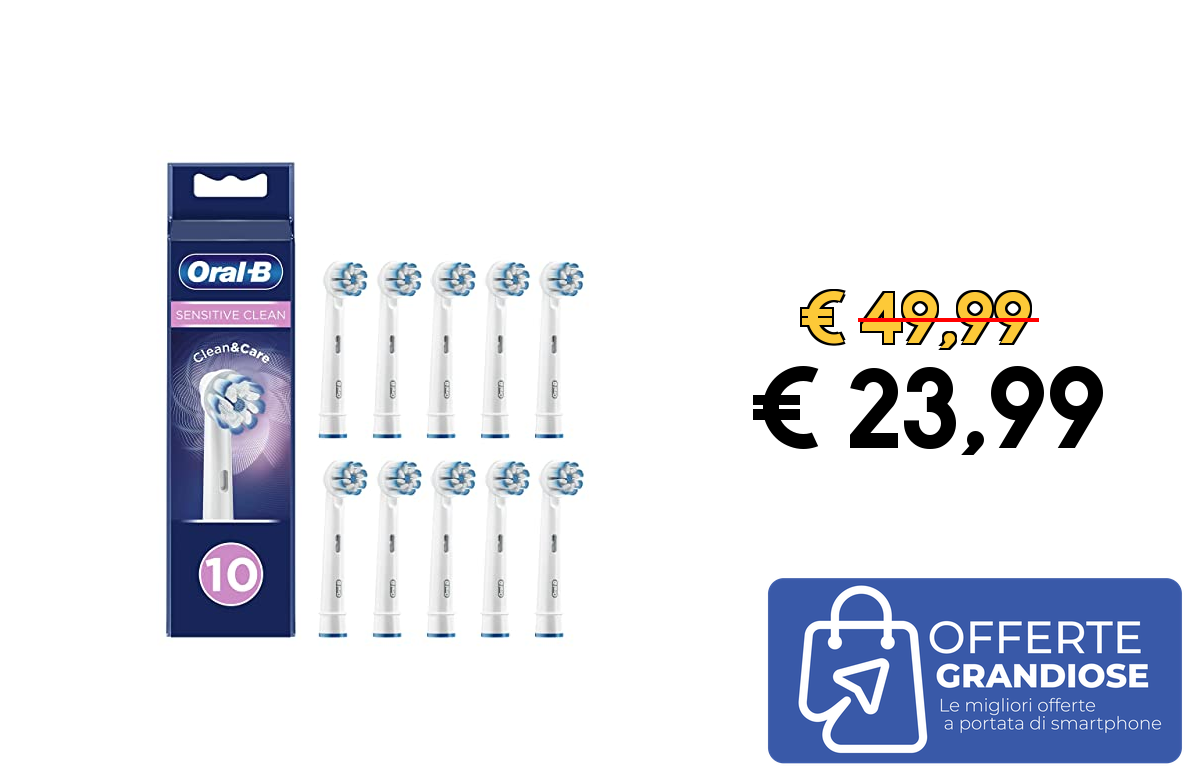 Oral-B
SENSITIVE CLEAN
Clean&Care
10
€ 49,99
€ 23,99
OFFERTE
GRANDIOSE
Le migliori offerte
a portata di smartphone